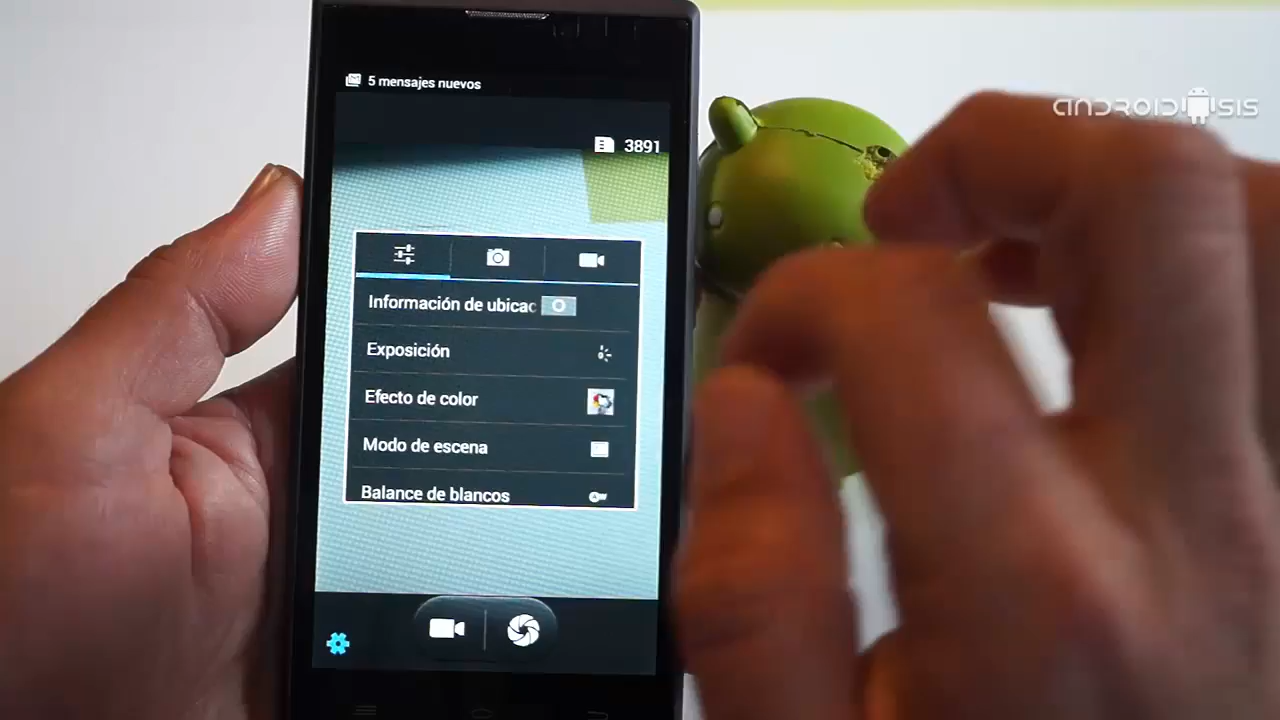 5 mensajes nuevos
ANDROIDSIS
3891
Información de ubicac
Exposición
Efecto de color
Modo de escena
Balance de blancos